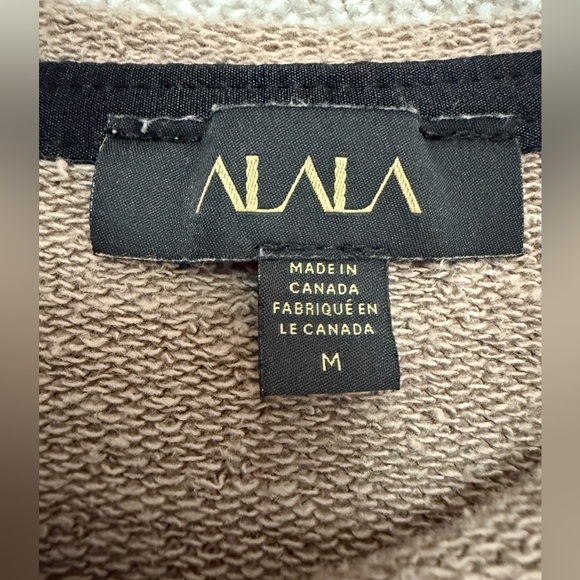 ALALA
MADE IN
CANADA
FABRIQUÉ EN
LE CANADA
M